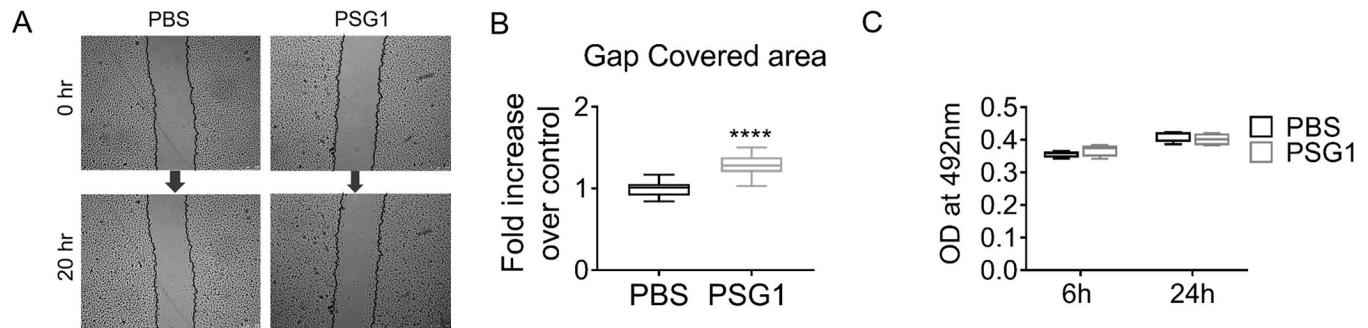 A
PBS
PSG1
0 hr
20 hr
B
Gap Covered area
Fold increase
over control
2
1
0
****
PBS
PSG1
C
OD at 492nm
0.5
0.4
0.3
0.2
0.1
0.0
6h
24h
PBS
PSG1